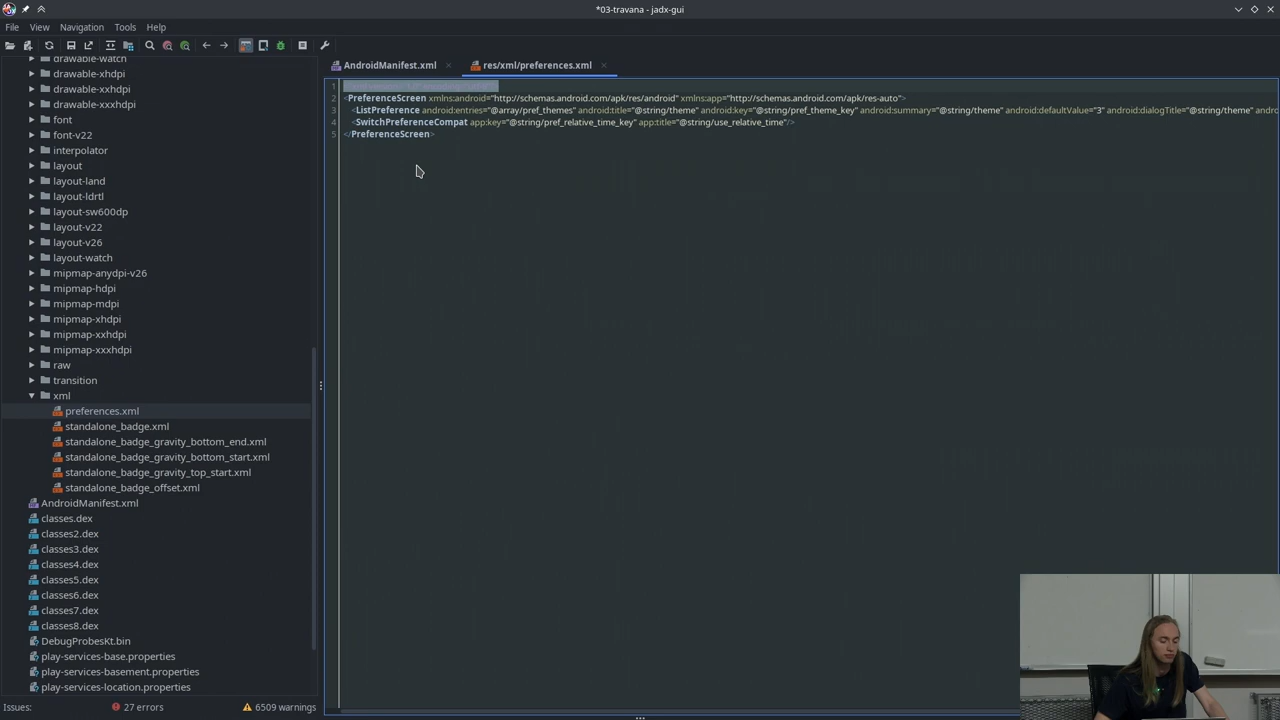 *03-travana - jadx-gui
File View Navigation Tools Help
drawable-watch
drawable-xhdpi
drawable-xxhdpi
drawable-xxxhdpi
font
font-v22
interpolator
layout
layout-land
layout-ldrtl
layout-sw600dp
layout-v22
layout-v26
layout-watch
mipmap-anydpi-v26
mipmap-hdpi
mipmap-mdpi
mipmap-xhdpi
mipmap-xxhdpi
mipmap-xxxhdpi
raw
transition
xml
preferences.xml
standalone_badge.xml
standalone_badge_gravity_bottom_end.xml
standalone_badge_gravity_bottom_start.xml
standalone_badge_gravity_top_start.xml
standalone_badge_offset.xml
AndroidManifest.xml
classes.dex
classes2.dex
classes3.dex
classes4.dex
classes5.dex
classes6.dex
classes7.dex
classes8.dex
DebugProbesKt.bin
play-services-base.properties
play-services-basement.properties
play-services-location.properties
Issues: 27 errors 6509 warnings
AndroidManifest.xml res/xml/preferences.xml
1
2 <PreferenceScreen xmlns:android="http://schemas.android.com/apk/res/android" xmlns:app="http://schemas.android.com/apk/res-auto">
3 <ListPreference android:entries="@array/pref_themes" android:title="@string/theme" android:key="@string/pref_theme_key" android:summary="@string/theme" android:defaultValue="3" android:dialogTitle="@string/theme" android
4 <SwitchPreferenceCompat app:key="@string/pref_relative_time_key" app:title="@string/use_relative_time"/>
5 </PreferenceScreen>